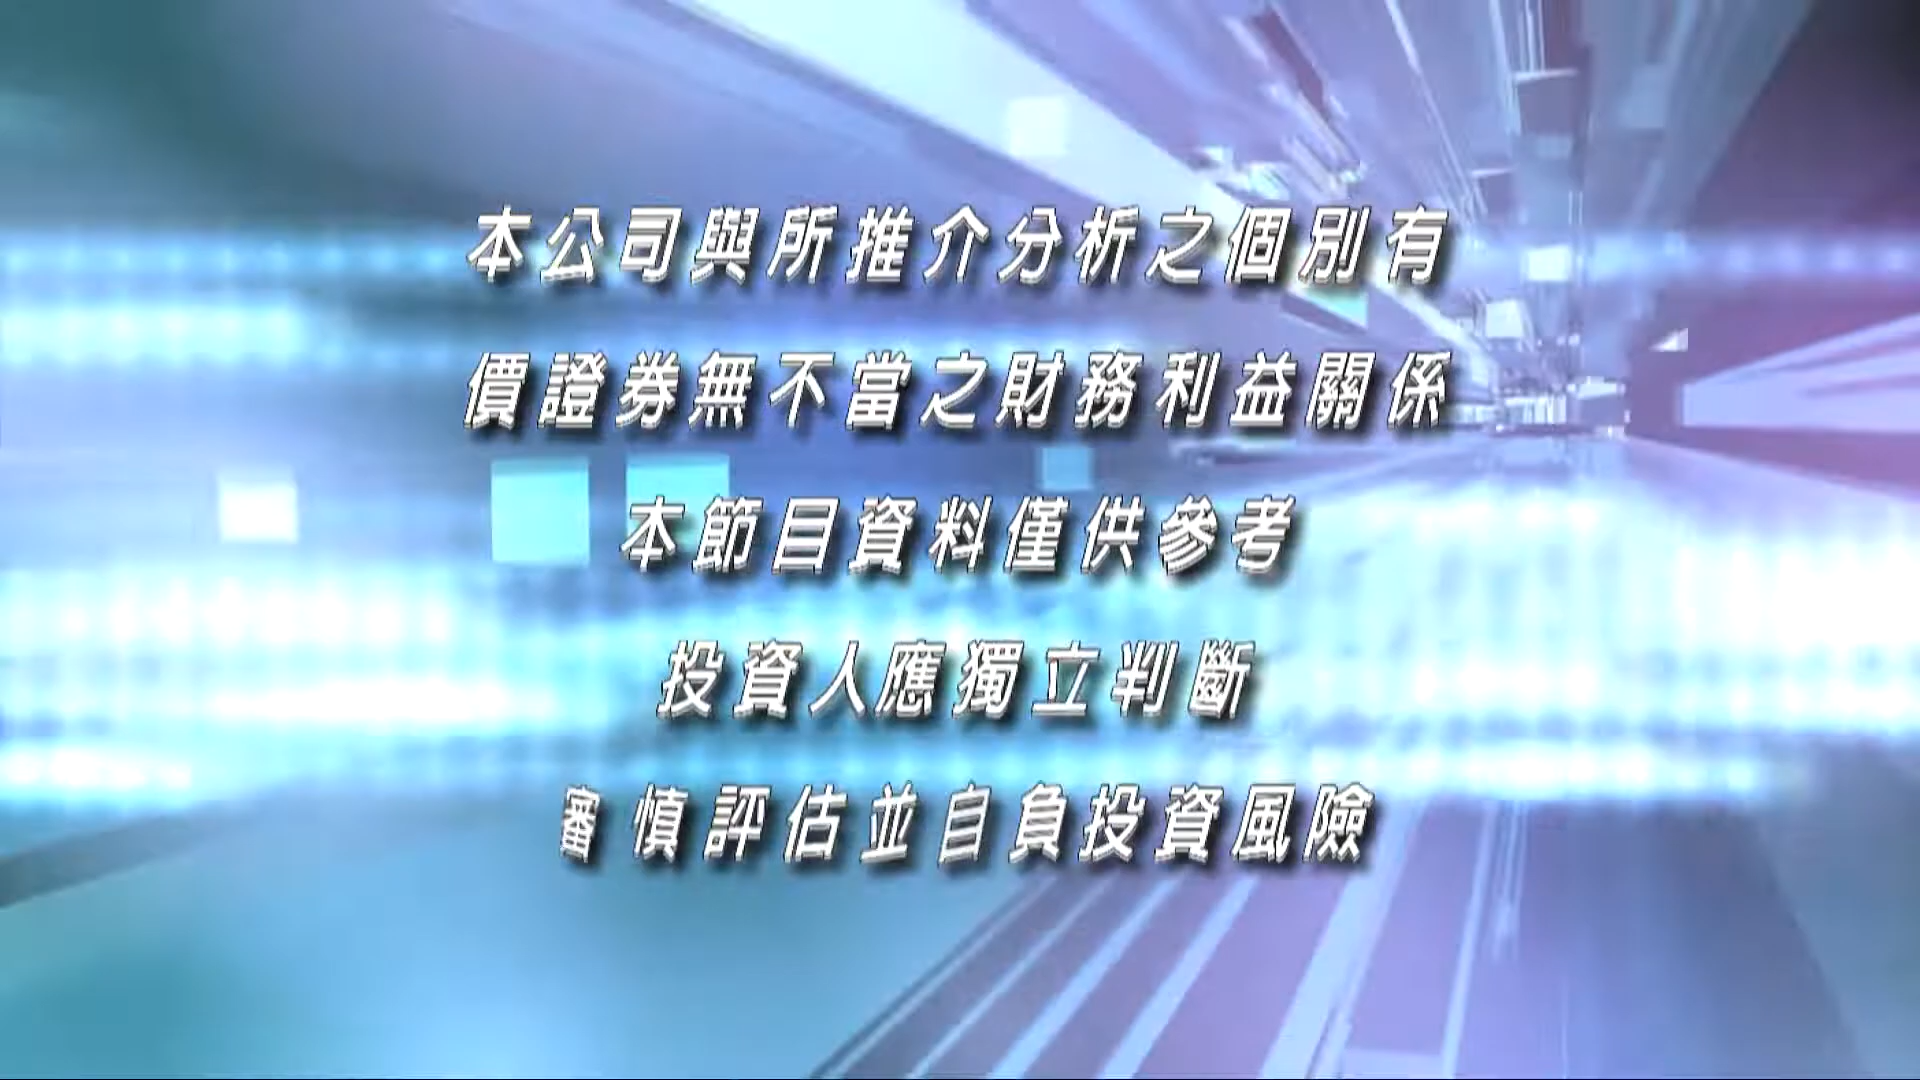 本公司與所推介分析之個別有
價證券無不當之財務利益關係
本節目資料僅供參考
投資人應獨立判斷
審慎評估並自負投資風險